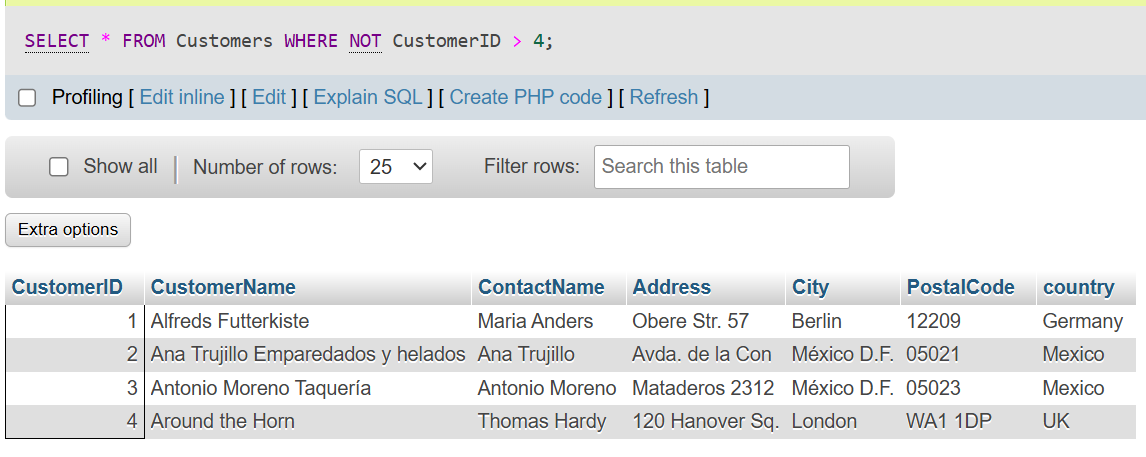 SELECT * FROM Customers WHERE NOT CustomerID > 4;
Profiling [ Edit inline ] [ Edit ] [ Explain SQL ] [ Create PHP code ] [ Refresh ]
Show all | Number of rows: 25 Filter rows: Search this table
Extra options
CustomerID CustomerName ContactName Address City PostalCode country
1 Alfreds Futterkiste Maria Anders Obere Str. 57 Berlin 12209 Germany
2 Ana Trujillo Emparedados y helados Ana Trujillo Avda. de la Con México D.F. 05021 Mexico
3 Antonio Moreno Taquería Antonio Moreno Mataderos 2312 México D.F. 05023 Mexico
4 Around the Horn Thomas Hardy 120 Hanover Sq. London WA1 1DP UK